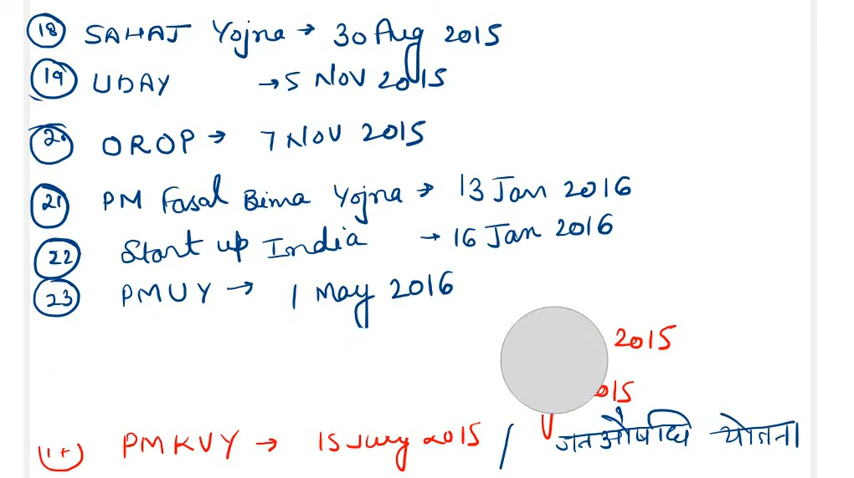 18 SAHAJ Yojna → 30 Aug 2015
19 UDAY → 5 Nov 2015
20 OROP → 7 Nov 2015
21 PM Fasal Bima Yojna → 13 Jan 2016
22 Start up India → 16 Jan 2016
23 PMUY → 1 May 2016
2015
015
PMKVY → 15 July 2015 / जन औषधि योजना